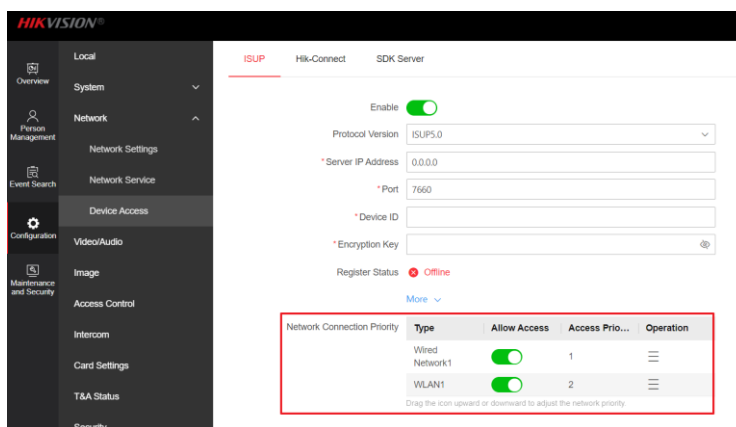 HIKVISION®
Overview
Person
Management
Event Search
Configuration
Maintenance
and Security
Local
System
Network
Network Settings
Network Service
Device Access
Video/Audio
Image
Access Control
Intercom
Card Settings
T&A Status
Security
ISUP Hik-Connect SDK Server
Enable
Protocol Version ISUP5.0
*Server IP Address 0.0.0.0
*Port 7660
*Device ID
*Encryption Key
Register Status Offline
More
Network Connection Priority
Type Allow Access Access Prio... Operation
Wired
Network1 1
WLAN1 2
Drag the icon upward or downward to adjust the network priority.